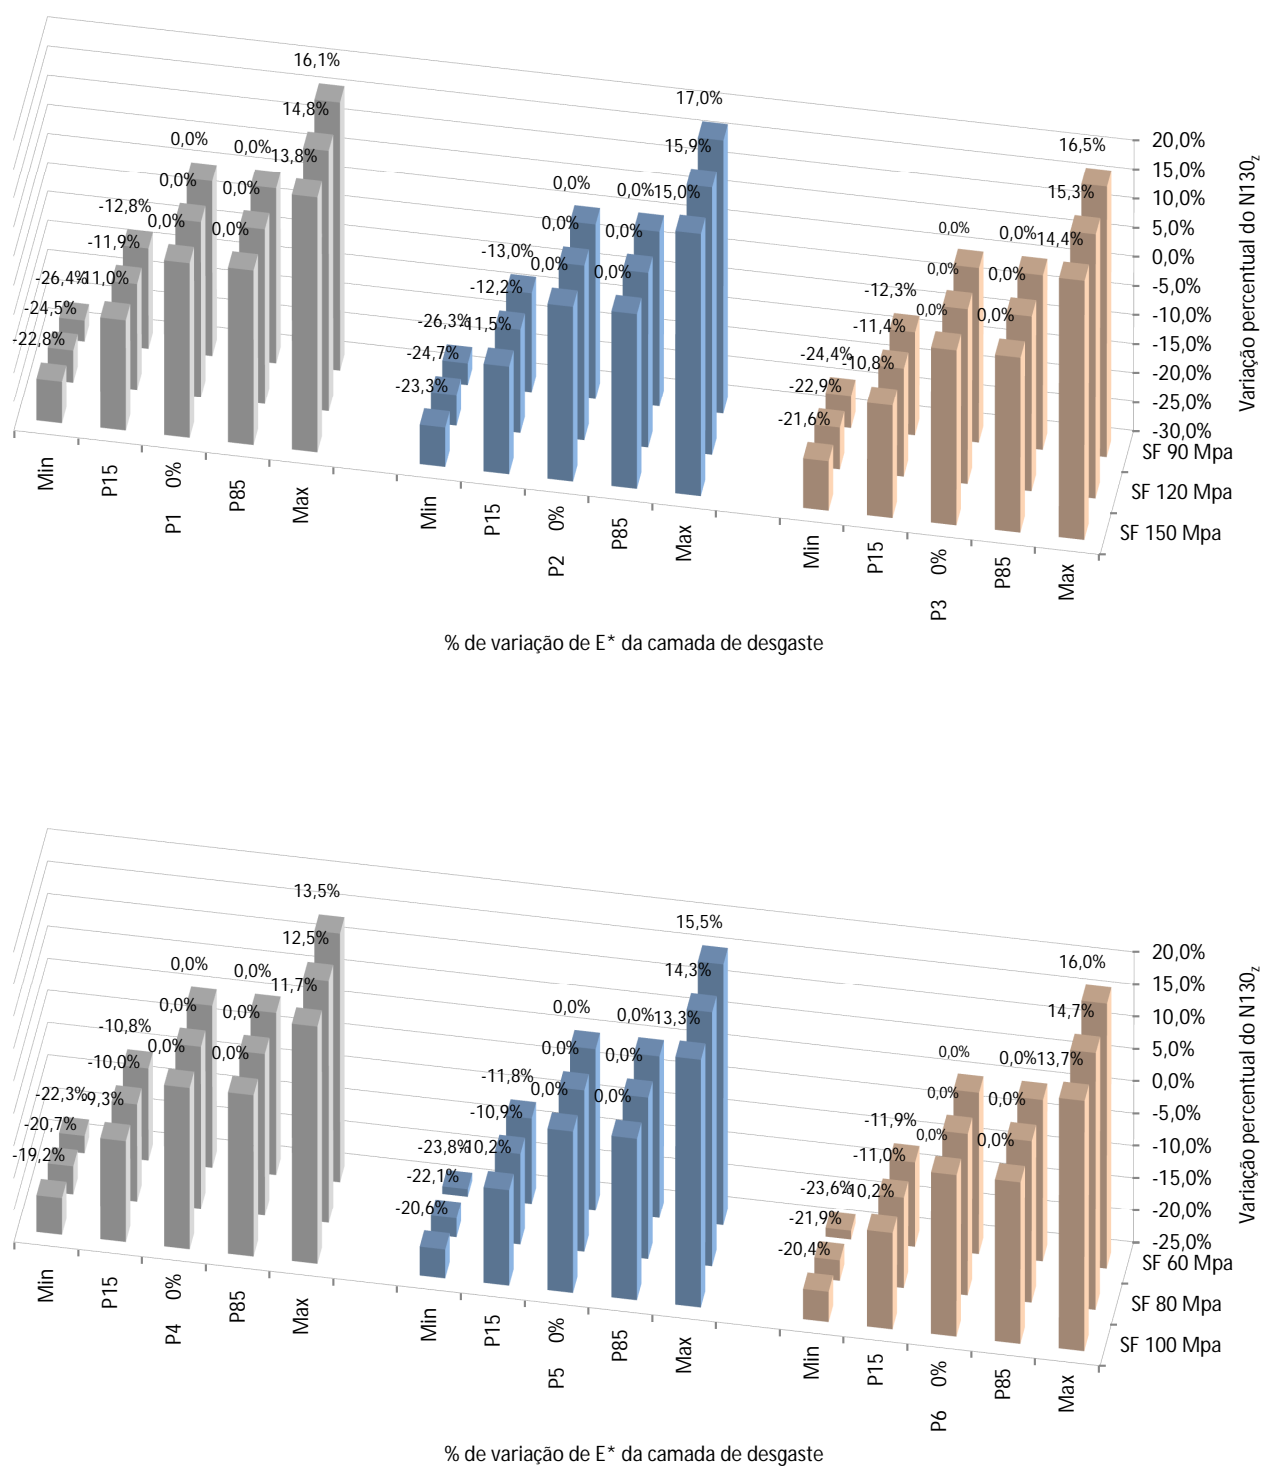 16,1%
14,8%
13,8%
0,0%
0,0%
0,0%
0,0%
0,0%
0,0%
-12,8%
-11,9%
-11,0%
-26,4%
-24,5%
-22,8%
17,0%
15,9%
15,0%
0,0%
0,0%
0,0%
0,0%
0,0%
0,0%
-13,0%
-12,2%
-11,5%
-26,3%
-24,7%
-23,3%
16,5%
15,3%
14,4%
0,0%
0,0%
0,0%
0,0%
0,0%
0,0%
-12,3%
-11,4%
-10,8%
-24,4%
-22,9%
-21,6%
20,0%
15,0%
10,0%
5,0%
0,0%
-5,0%
-10,0%
-15,0%
-20,0%
-25,0%
-30,0%
Variação percentual do N130z
SF 90 Mpa
SF 120 Mpa
SF 150 Mpa
Min
P15
0%
P85
Max
P1
Min
P15
0%
P85
Max
P2
Min
P15
0%
P85
Max
P3
% de variação de E* da camada de desgaste
13,5%
12,5%
11,7%
0,0%
0,0%
0,0%
0,0%
0,0%
0,0%
-10,8%
-10,0%
-9,3%
-22,3%
-20,7%
-19,2%
15,5%
14,3%
13,3%
0,0%
0,0%
0,0%
0,0%
0,0%
0,0%
-11,8%
-10,9%
-10,2%
-23,8%
-22,1%
-20,6%
16,0%
14,7%
13,7%
0,0%
0,0%
0,0%
0,0%
0,0%
0,0%
-11,9%
-11,0%
-10,2%
-23,6%
-21,9%
-20,4%
20,0%
15,0%
10,0%
5,0%
0,0%
-5,0%
-10,0%
-15,0%
-20,0%
-25,0%
Variação percentual do N130z
SF 60 Mpa
SF 80 Mpa
SF 100 Mpa
Min
P15
0%
P85
Max
P4
Min
P15
0%
P85
Max
P5
Min
P15
0%
P85
Max
P6
% de variação de E* da camada de desgaste